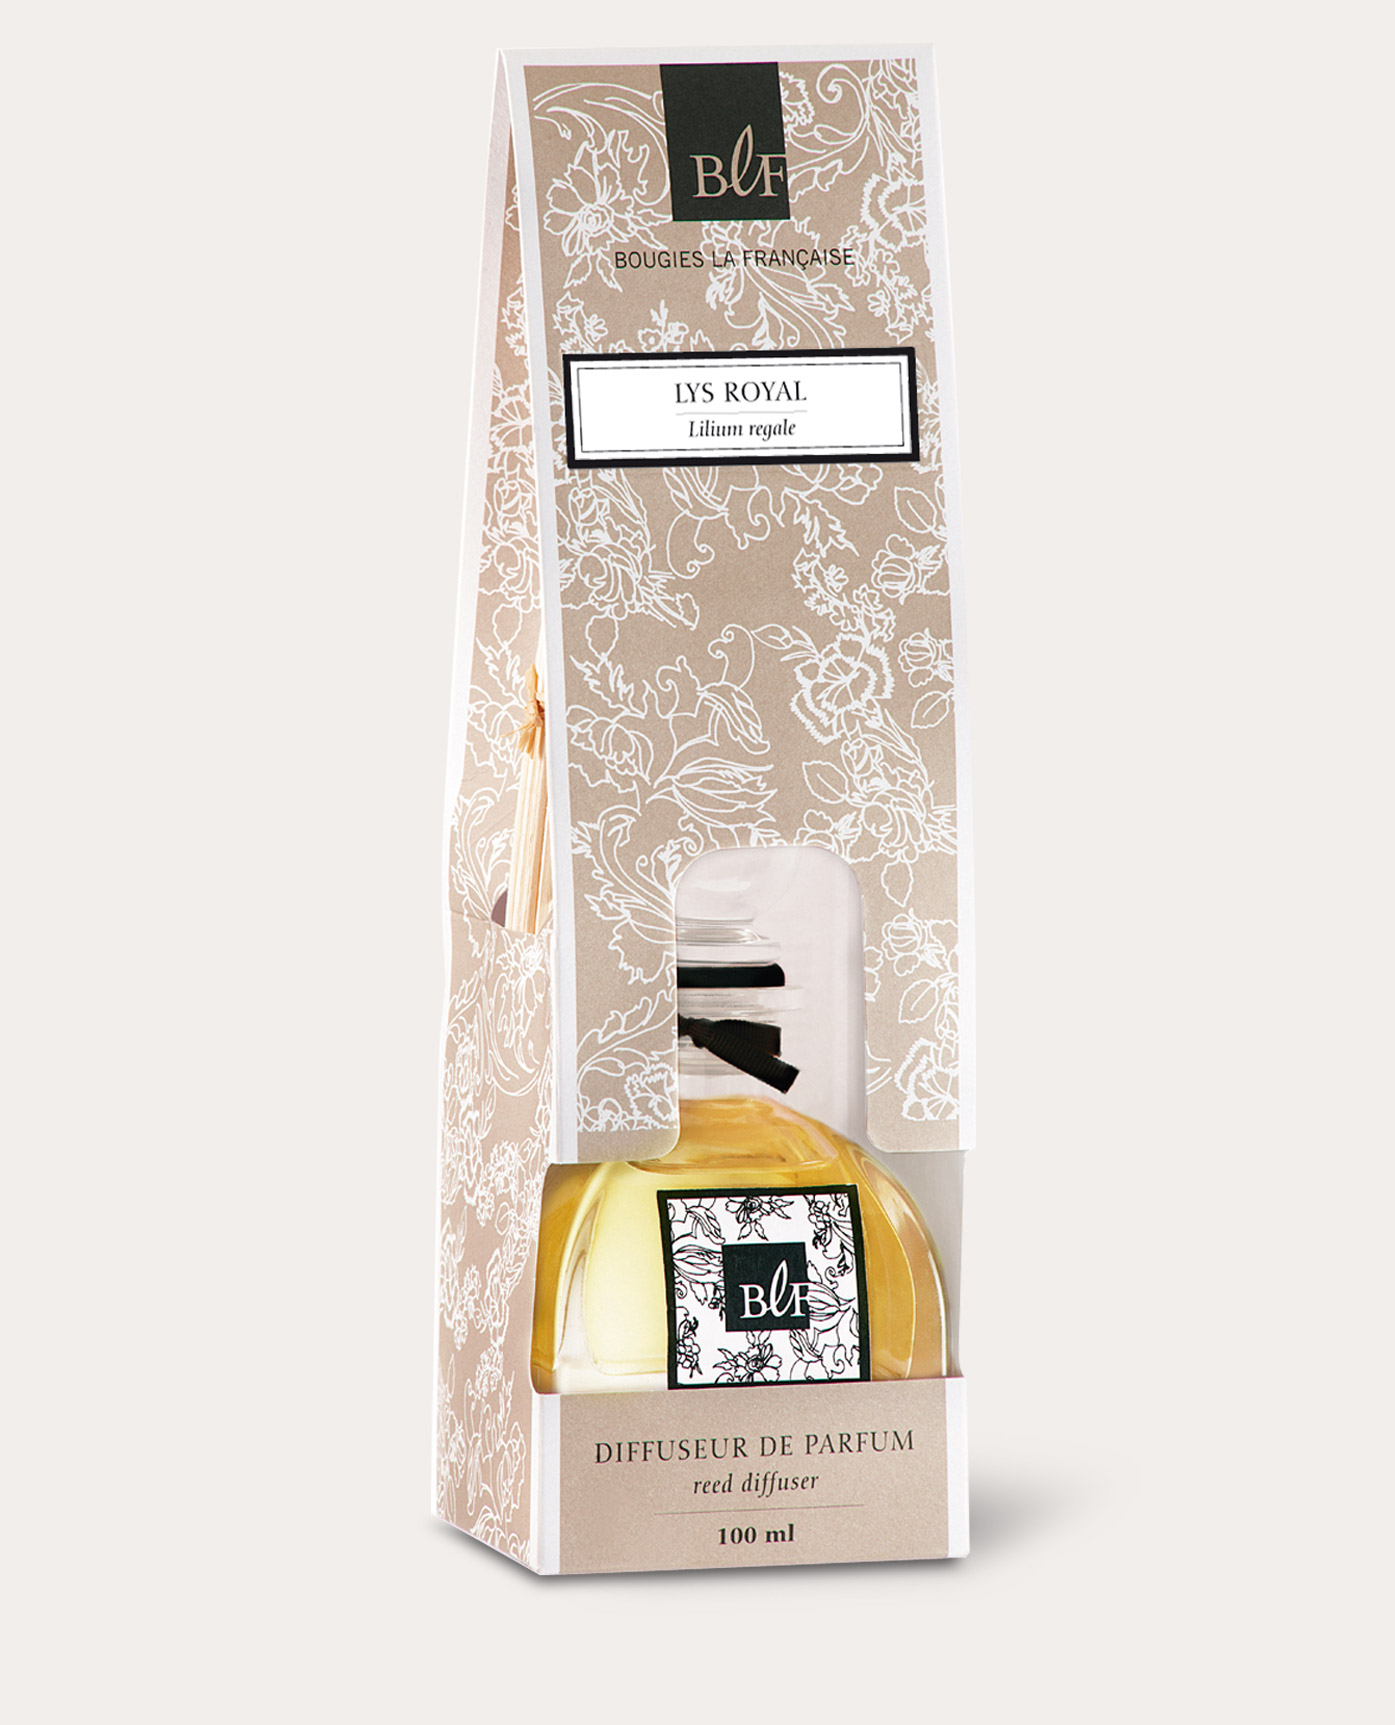 BlF
BOUGIES LA FRANÇAISE
LYS ROYAL
Lilium regale
BlF
DIFFUSEUR DE PARFUM
reed diffuser
100 ml